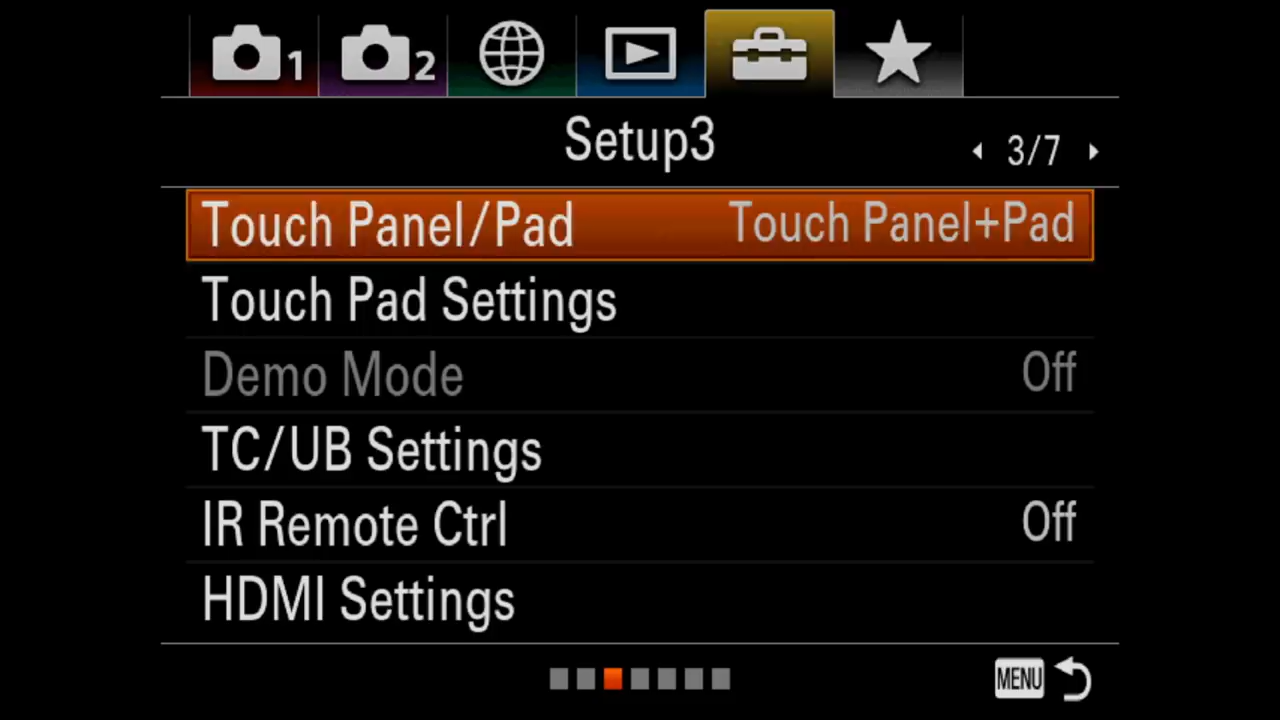 1 2
Setup3 3/7
Touch Panel/Pad Touch Panel+Pad
Touch Pad Settings
Demo Mode Off
TC/UB Settings
IR Remote Ctrl Off
HDMI Settings
MENU